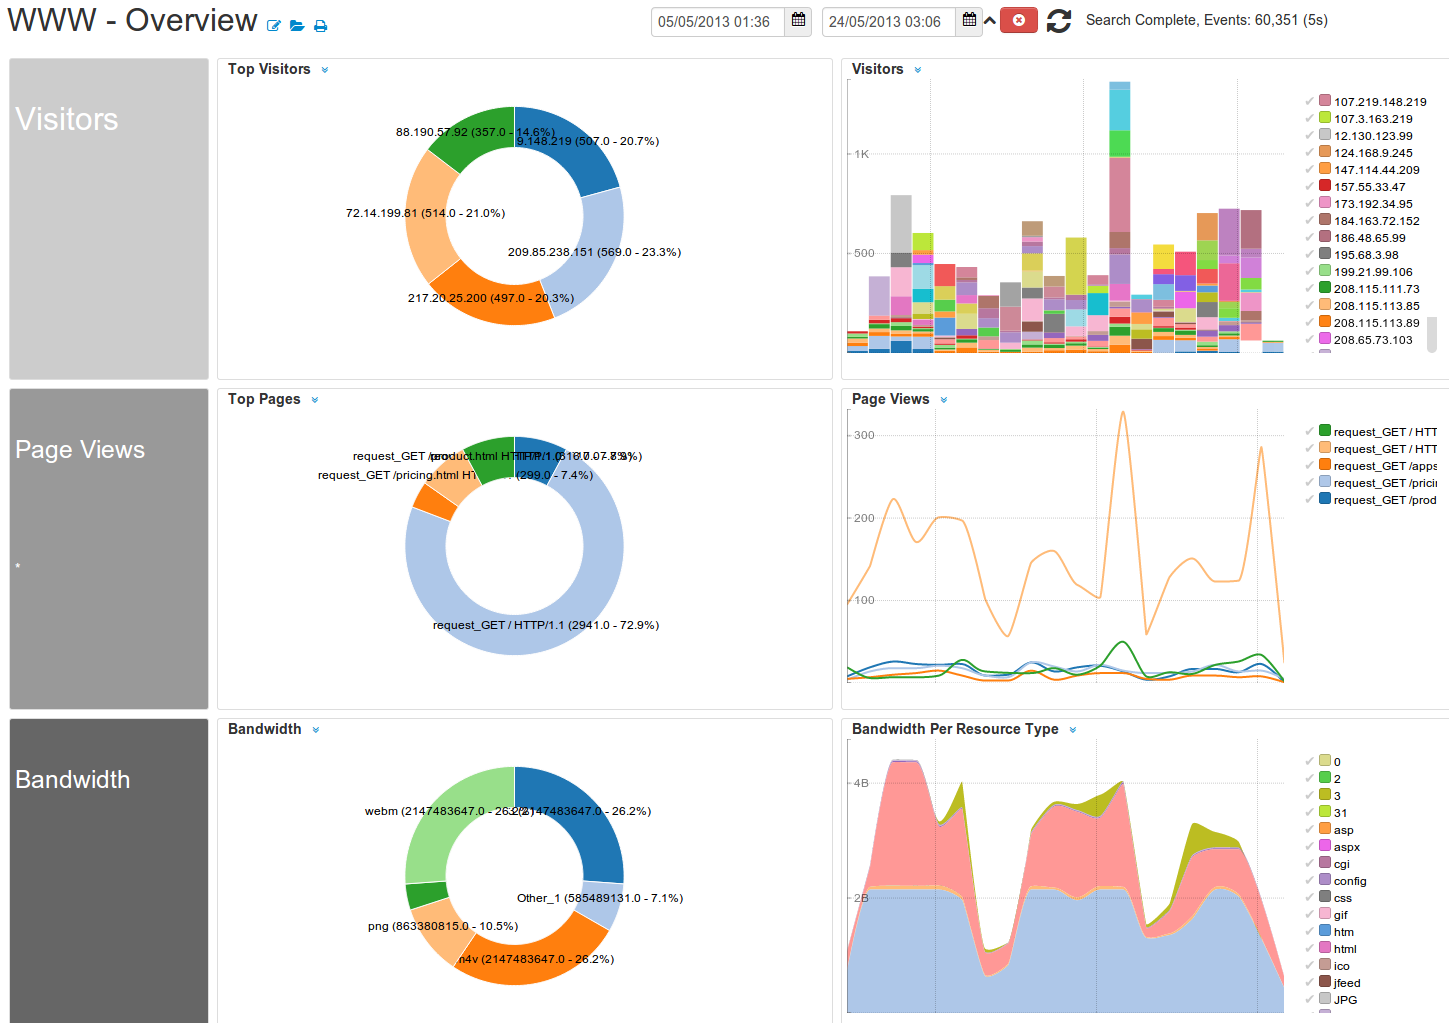 WWW - Overview
05/05/2013 01:36
24/05/2013 03:06
Search Complete, Events: 60,351 (5s)
Visitors
Top Visitors
88.190.57.92 (357.0 - 14.6%)
9.148.219 (507.0 - 20.7%)
72.14.199.81 (514.0 - 21.0%)
209.85.238.151 (569.0 - 23.3%)
217.20.25.200 (497.0 - 20.3%)
Visitors
1K
500
107.219.148.219
107.3.163.219
12.130.123.99
124.168.9.245
147.114.44.209
157.55.33.47
173.192.34.95
184.163.72.152
186.48.65.99
195.68.3.98
199.21.99.106
208.115.111.73
208.115.113.85
208.115.113.89
208.65.73.103
Page Views
*
Top Pages
request_GET /product.html HTTP/1.0
request_GET /pricing.html HT (299.0 - 7.4%)
request_GET / HTTP/1.1 (2941.0 - 72.9%)
Page Views
300
200
100
request_GET / HTT
request_GET / HTT
request_GET /apps
request_GET /prici
request_GET /prod
Bandwidth
Bandwidth
webm (2147483647.0 - 26.2%)
(2147483647.0 - 26.2%)
Other_1 (585489131.0 - 7.1%)
png (863380815.0 - 10.5%)
m4v (2147483647.0 - 26.2%)
Bandwidth Per Resource Type
4B
2B
0
2
3
31
asp
aspx
cgi
config
css
gif
htm
html
ico
jfeed
JPG